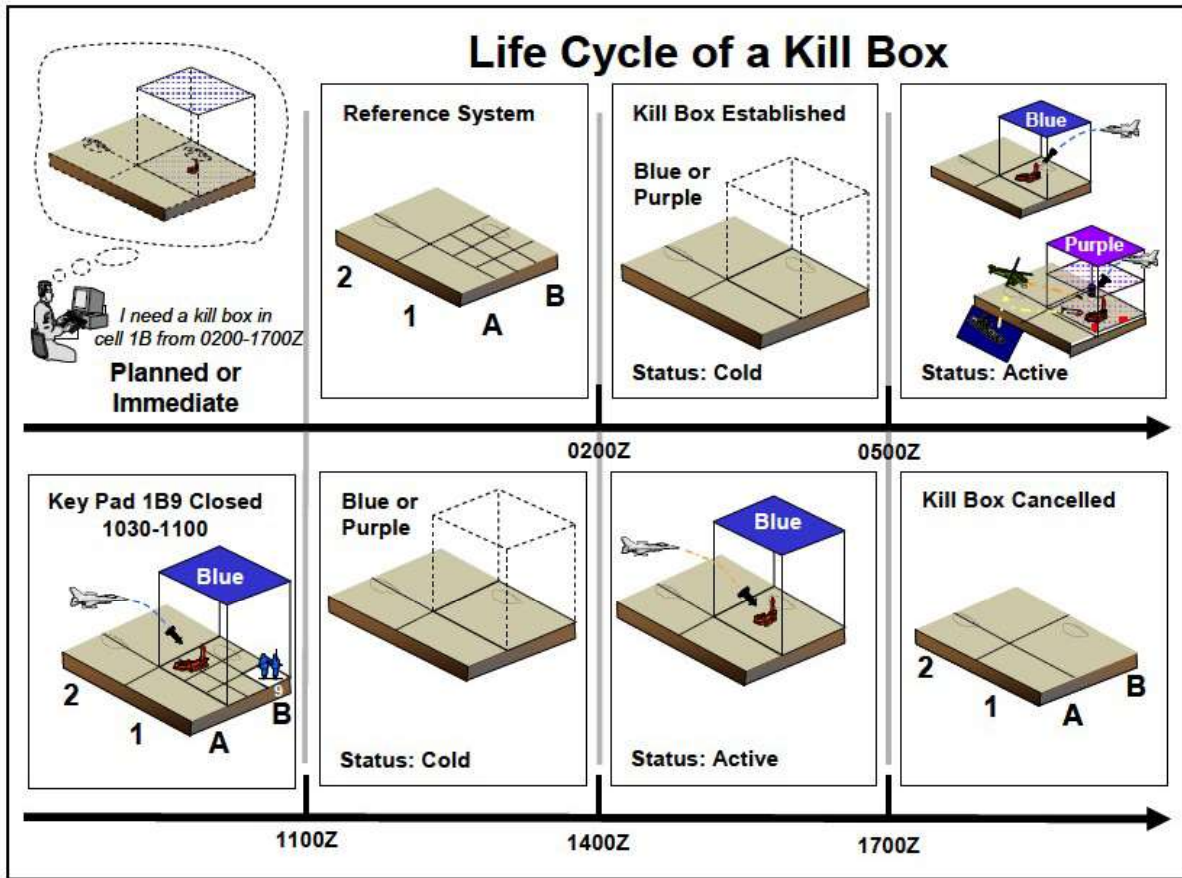 Life Cycle of a Kill Box
I need a kill box in
cell 1B from 0200-1700Z
Planned or
Immediate
Reference System
2
1
A
B
Kill Box Established
Blue or
Purple
Status: Cold
Blue
Purple
Status: Active
0200Z
0500Z
Key Pad 1B9 Closed
1030-1100
Blue
9
2
1
A
B
Blue or
Purple
Status: Cold
Blue
Status: Active
Kill Box Cancelled
2
1
A
B
1100Z
1400Z
1700Z